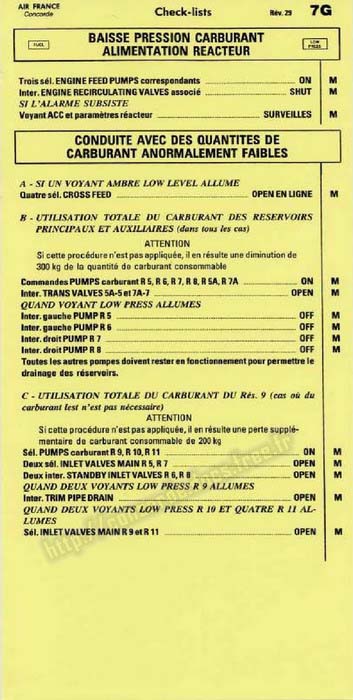 AIR FRANCE
Concorde
Check-lists
Rév. 29
7G
FUEL
BAISSE PRESSION CARBURANT
ALIMENTATION REACTEUR
LOW
PRESS
Trois sél. ENGINE FEED PUMPS correspondants ON M
Inter. ENGINE RECIRCULATING VALVES associé SHUT M
SI L'ALARME SUBSISTE
Voyant ACC et paramètres réacteur SURVEILLES M
CONDUITE AVEC DES QUANTITES DE
CARBURANT ANORMALEMENT FAIBLES
A - SI UN VOYANT AMBRE LOW LEVEL ALLUME
Quatre sél. CROSS FEED OPEN EN LIGNE M
B - UTILISATION TOTALE DU CARBURANT DES RESERVOIRS
PRINCIPAUX ET AUXILIAIRES (dans tous les cas)
ATTENTION
Si cette procédure n'est pas appliquée, il en résulte une diminution de
300 kg de la quantité de carburant consommable
Commandes PUMPS carburant R 5, R 6, R 7, R 8, R 5A, R 7A ON M
Inter. TRANS VALVES 5A-5 et 7A-7 OPEN M
QUAND VOYANT LOW PRESS ALLUMES
Inter. gauche PUMP R 5 OFF M
Inter. gauche PUMP R 6 OFF M
Inter. droit PUMP R 7 OFF M
Inter. droit PUMP R 8 OFF M
Toutes les autres pompes doivent rester en fonctionnement pour permettre le
drainage des réservoirs.
C - UTILISATION TOTALE DU CARBURANT DU Rés. 9 (cas où du
carburant lest n'est pas nécessaire)
ATTENTION
Si cette procédure n'est pas appliquée, il en résulte une perte supplé-
mentaire de carburant consommable de 200 kg
Sél. PUMPS carburant R 9, R 10, R 11 ON M
Deux sél. INLET VALVES MAIN R 5, R 7 OPEN M
Deux inter. STANDBY INLET VALVES R 6, R 8 OPEN M
QUAND DEUX VOYANTS LOW PRESS R 9 ALLUMES
Inter. TRIM PIPE DRAIN OPEN M
QUAND DEUX VOYANTS LOW PRESS R 10 ET QUATRE R 11 AL-
LUMES
Sél. INLET VALVES MAIN R 9 et R 11 OPEN M